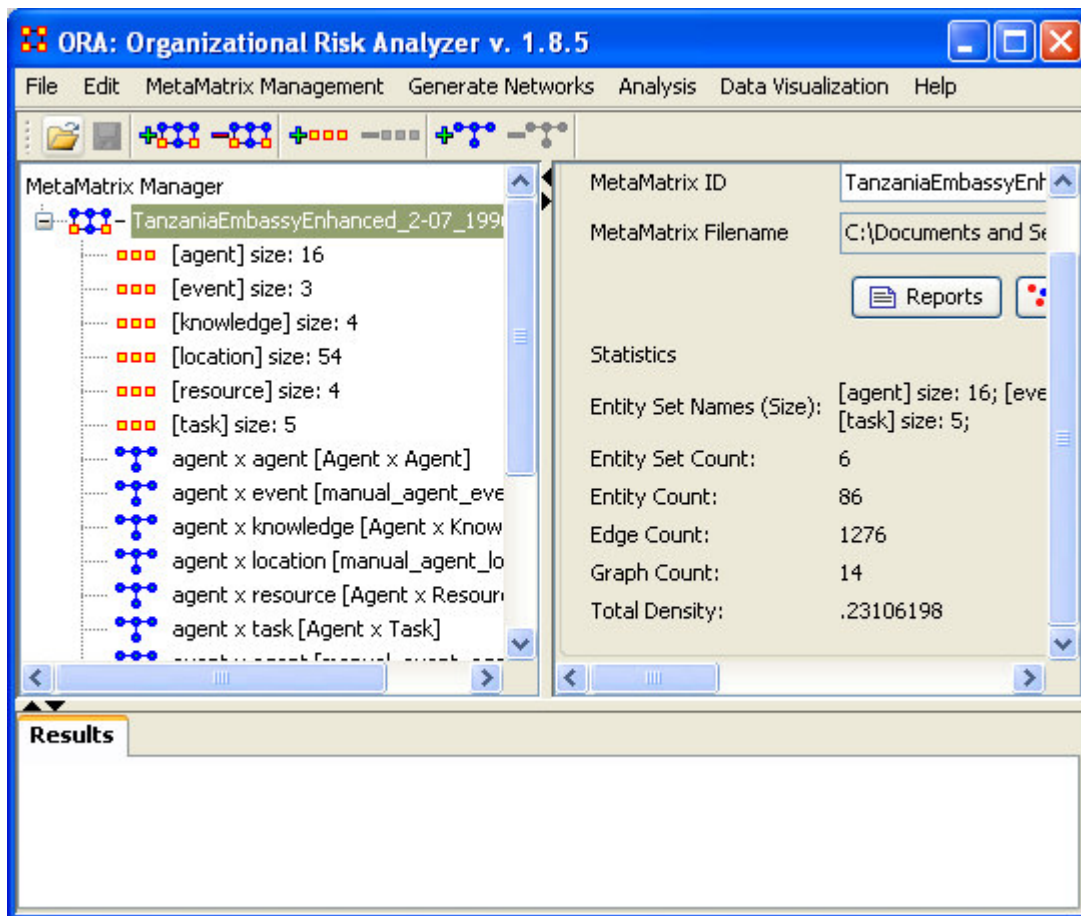 ORA: Organizational Risk Analyzer v. 1.8.5
File Edit MetaMatrix Management Generate Networks Analysis Data Visualization Help
MetaMatrix Manager
TanzaniaEmbassyEnhanced_2-07_199
[agent] size: 16
[event] size: 3
[knowledge] size: 4
[location] size: 54
[resource] size: 4
[task] size: 5
agent x agent [Agent x Agent]
agent x event [manual_agent_eve
agent x knowledge [Agent x Know
agent x location [manual_agent_lo
agent x resource [Agent x Resour
agent x task [Agent x Task]
MetaMatrix ID TanzaniaEmbassyEnh
MetaMatrix Filename C:\Documents and Se
Reports
Statistics
Entity Set Names (Size): [agent] size: 16; [eve
[task] size: 5;
Entity Set Count: 6
Entity Count: 86
Edge Count: 1276
Graph Count: 14
Total Density: .23106198
Results